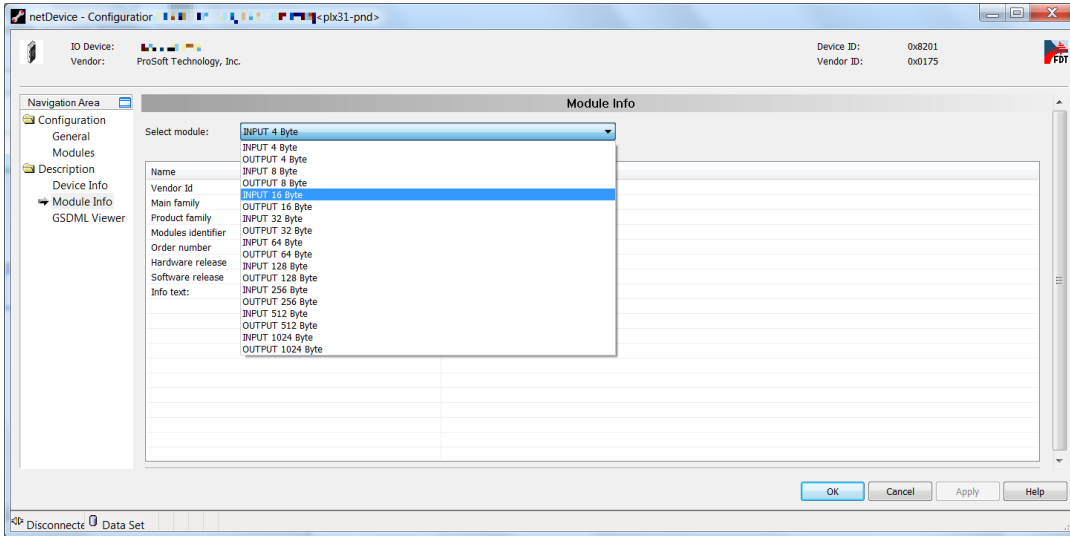 netDevice - Configuration <plx31-pnd>
IO Device:
Vendor: ProSoft Technology, Inc.
Device ID: 0x8201
Vendor ID: 0x0175
FDT
Navigation Area
Configuration
General
Modules
Description
Device Info
Module Info
GSDML Viewer
Module Info
Select module: INPUT 4 Byte
INPUT 4 Byte
OUTPUT 4 Byte
INPUT 8 Byte
OUTPUT 8 Byte
INPUT 16 Byte
OUTPUT 16 Byte
INPUT 32 Byte
OUTPUT 32 Byte
INPUT 64 Byte
OUTPUT 64 Byte
INPUT 128 Byte
OUTPUT 128 Byte
INPUT 256 Byte
OUTPUT 256 Byte
INPUT 512 Byte
OUTPUT 512 Byte
INPUT 1024 Byte
OUTPUT 1024 Byte
Name
Vendor Id
Main family
Product family
Modules identifier
Order number
Hardware release
Software release
Info text:
OK Cancel Apply Help
Disconnecte Data Set